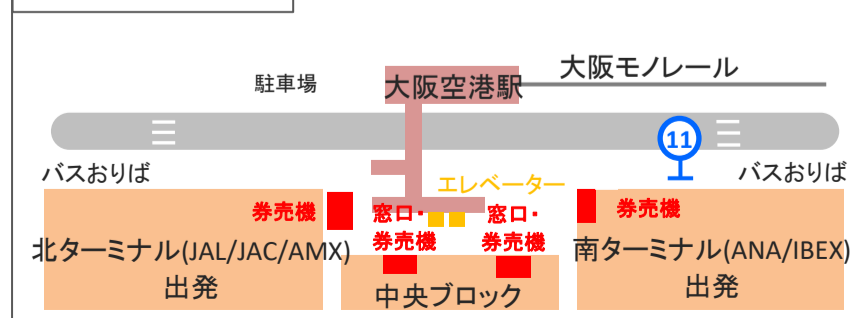 大阪モノレール
駐車場
大阪空港駅
11
バスおりば
バスおりば
エレベーター
券売機
窓口・
券売機
窓口・
券売機
券売機
北ターミナル(JAL/JAC/AMX)
出発
中央ブロック
南ターミナル(ANA/IBEX)
出発